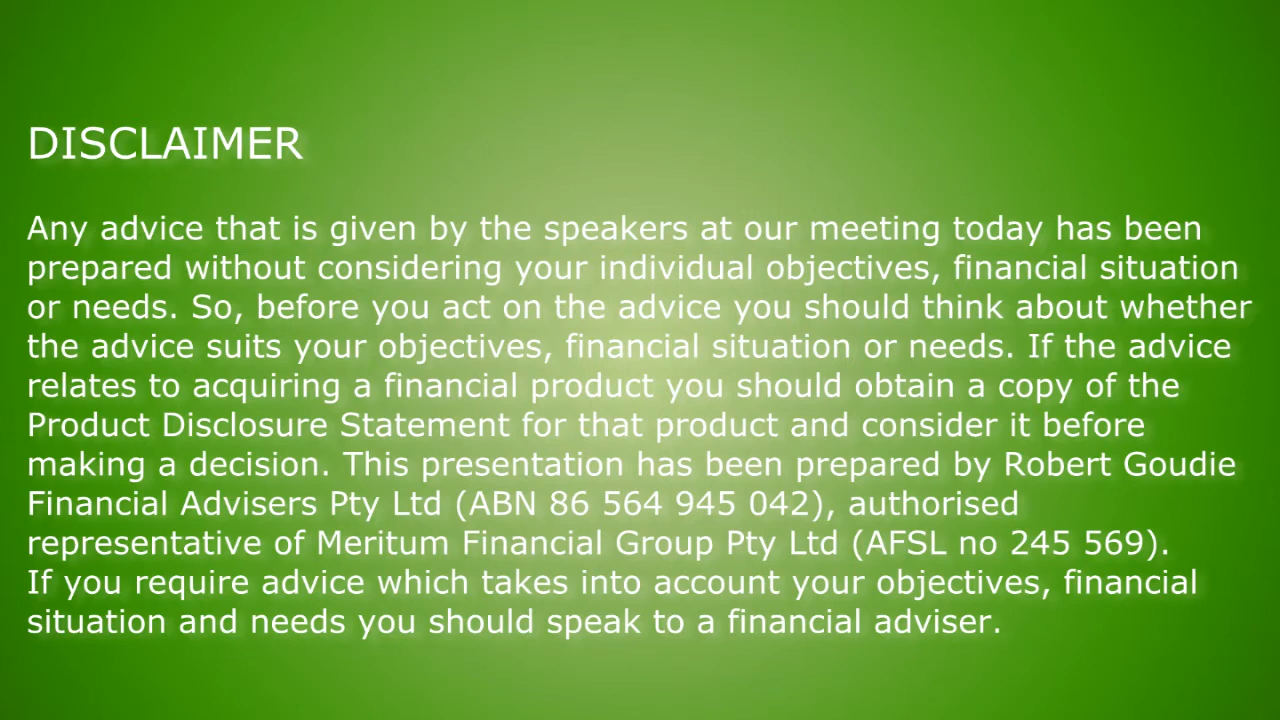 DISCLAIMER
Any advice that is given by the speakers at our meeting today has been
prepared without considering your individual objectives, financial situation
or needs. So, before you act on the advice you should think about whether
the advice suits your objectives, financial situation or needs. If the advice
relates to acquiring a financial product you should obtain a copy of the
Product Disclosure Statement for that product and consider it before
making a decision. This presentation has been prepared by Robert Goudie
Financial Advisers Pty Ltd (ABN 86 564 945 042), authorised
representative of Meritum Financial Group Pty Ltd (AFSL no 245 569).
If you require advice which takes into account your objectives, financial
situation and needs you should speak to a financial adviser.